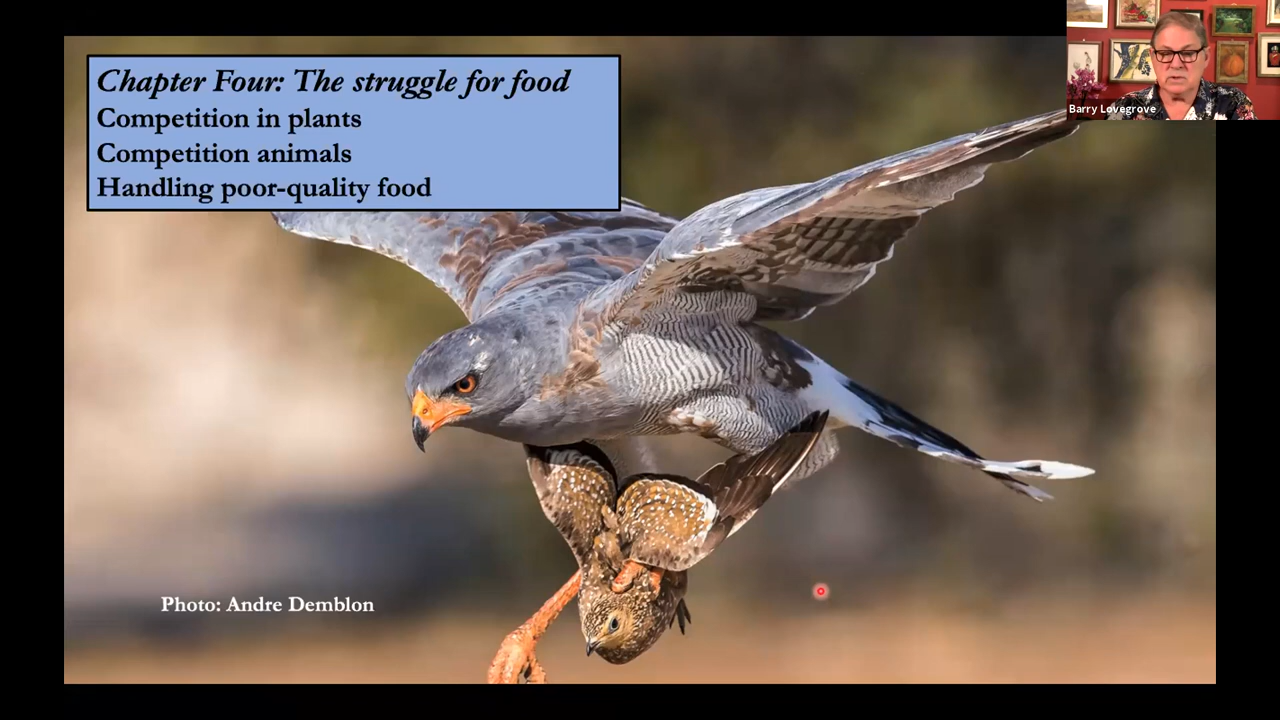 Chapter Four: The struggle for food
Competition in plants
Competition animals
Handling poor-quality food
Barry Lovegrove
Photo: Andre Demblon